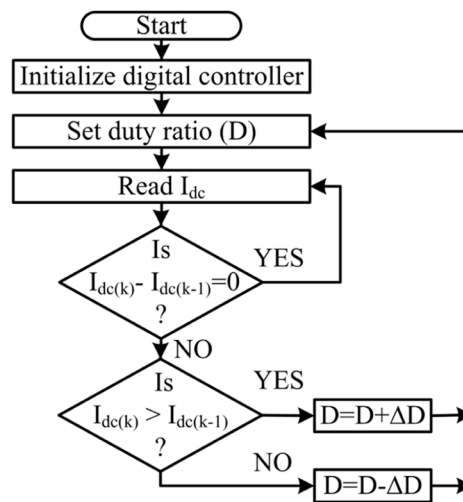 Start
Initialize digital controller
Set duty ratio (D)
Read I_dc
Is
I_dc(k)- I_dc(k-1)=0
?
YES
NO
Is
I_dc(k) > I_dc(k-1)
?
YES
D=D+ΔD
NO
D=D-ΔD